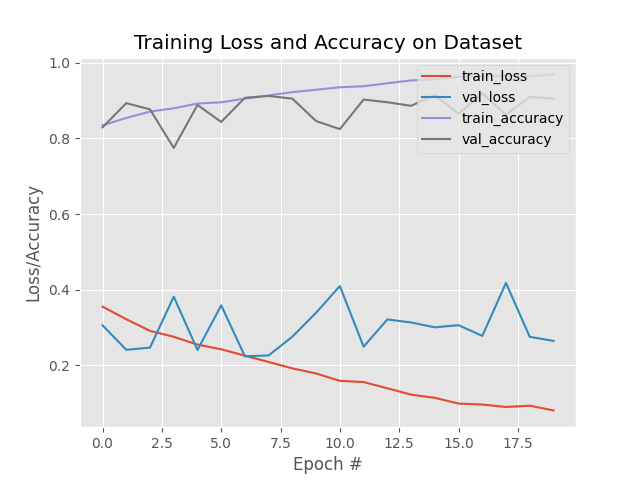 Training Loss and Accuracy on Dataset
1.0
0.8
0.6
0.4
0.2
Loss/Accuracy
train_loss
val_loss
train_accuracy
val_accuracy
0.0 2.5 5.0 7.5 10.0 12.5 15.0 17.5
Epoch #